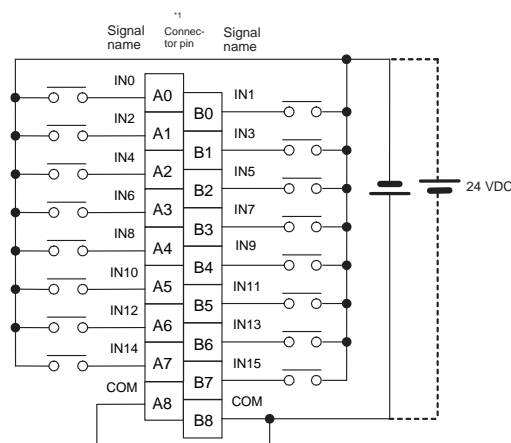 *1
Signal name
Connec-
tor pin
Signal name
IN0
A0
B0
IN1
IN2
A1
B1
IN3
IN4
A2
B2
IN5
IN6
A3
B3
IN7
24 VDC
IN8
A4
B4
IN9
IN10
A5
B5
IN11
IN12
A6
B6
IN13
IN14
A7
B7
IN15
COM
A8
B8
COM